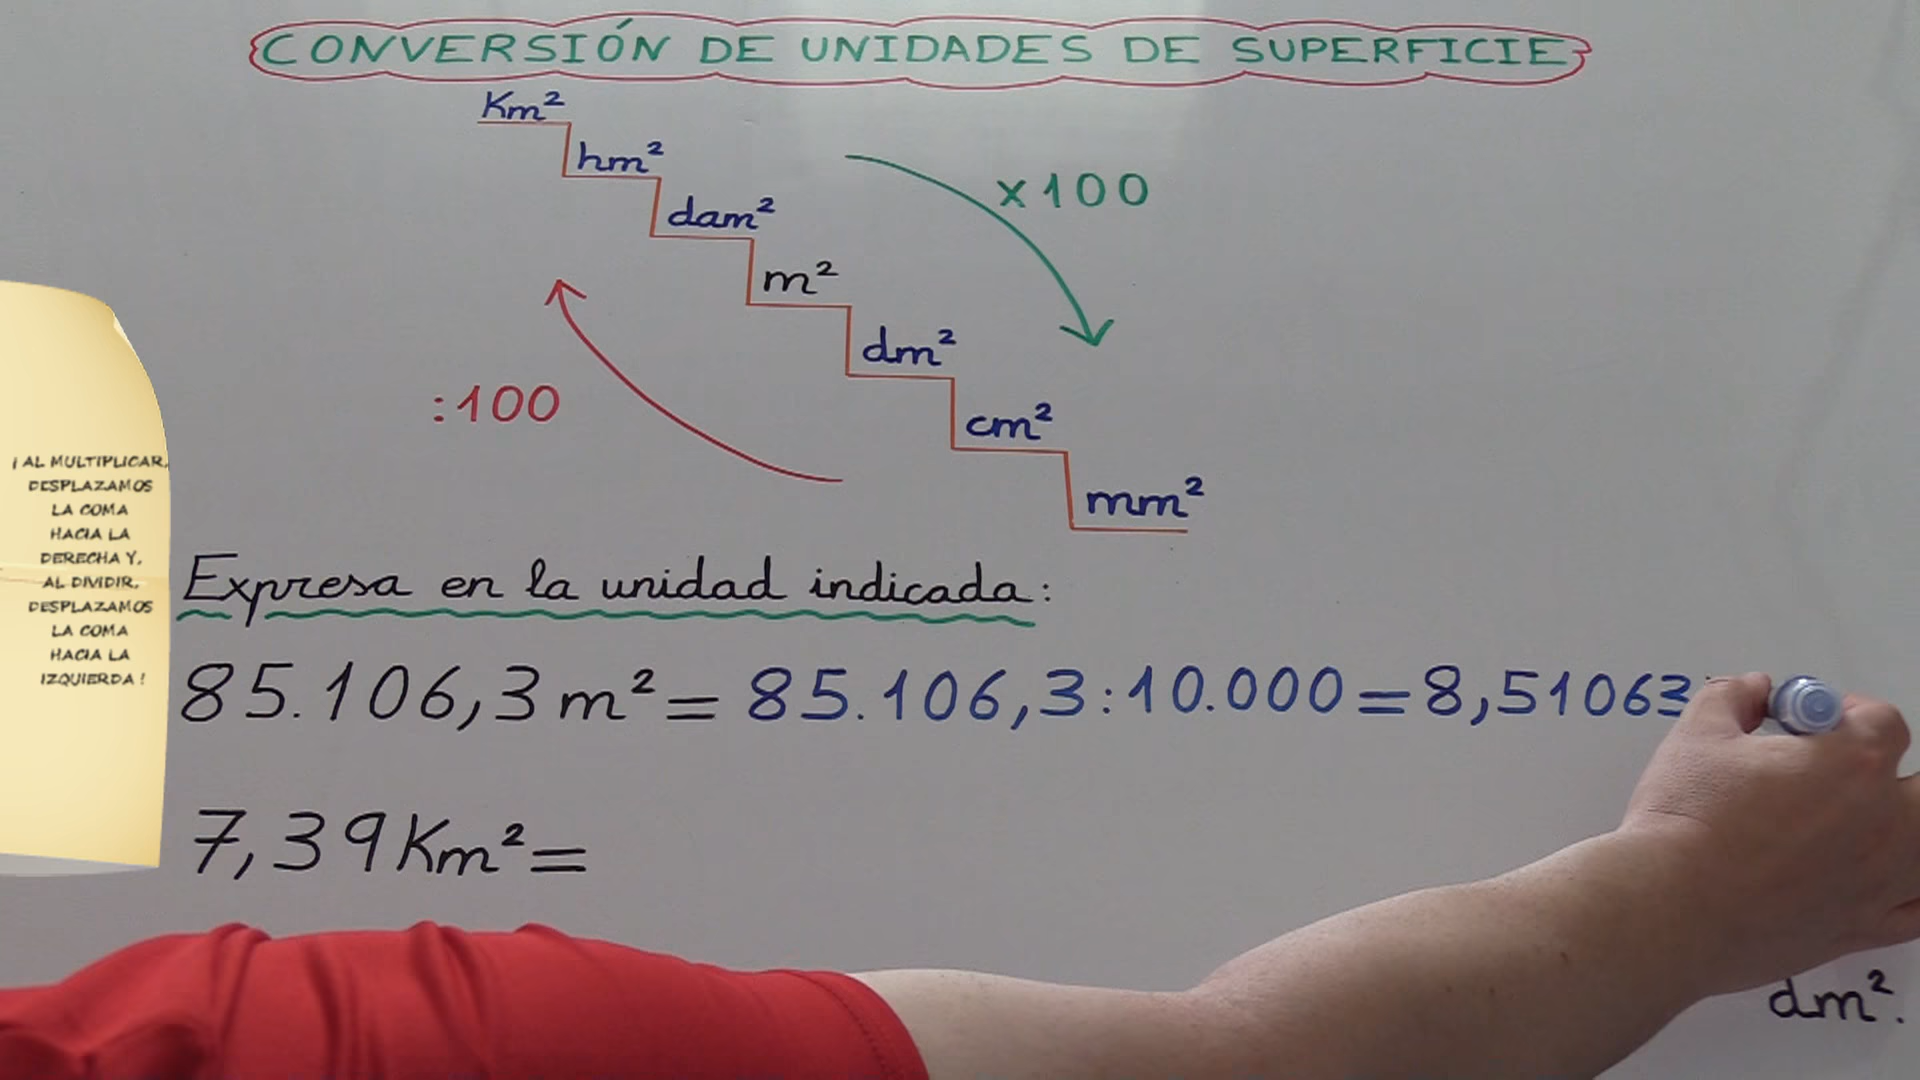 CONVERSIÓN DE UNIDADES DE SUPERFICIE
Km²
hm²
dam²
x100
m²
dm²
:100
cm²
mm²
¡AL MULTIPLICAR,
DESPLAZAMOS
LA COMA
HACIA LA
DERECHA Y,
AL DIVIDIR,
DESPLAZAMOS
LA COMA
HACIA LA
IZQUIERDA!
Expresa en la unidad indicada:
85.106,3 m² = 85.106,3:10.000 = 8,51063
7,39 Km² =
dm².